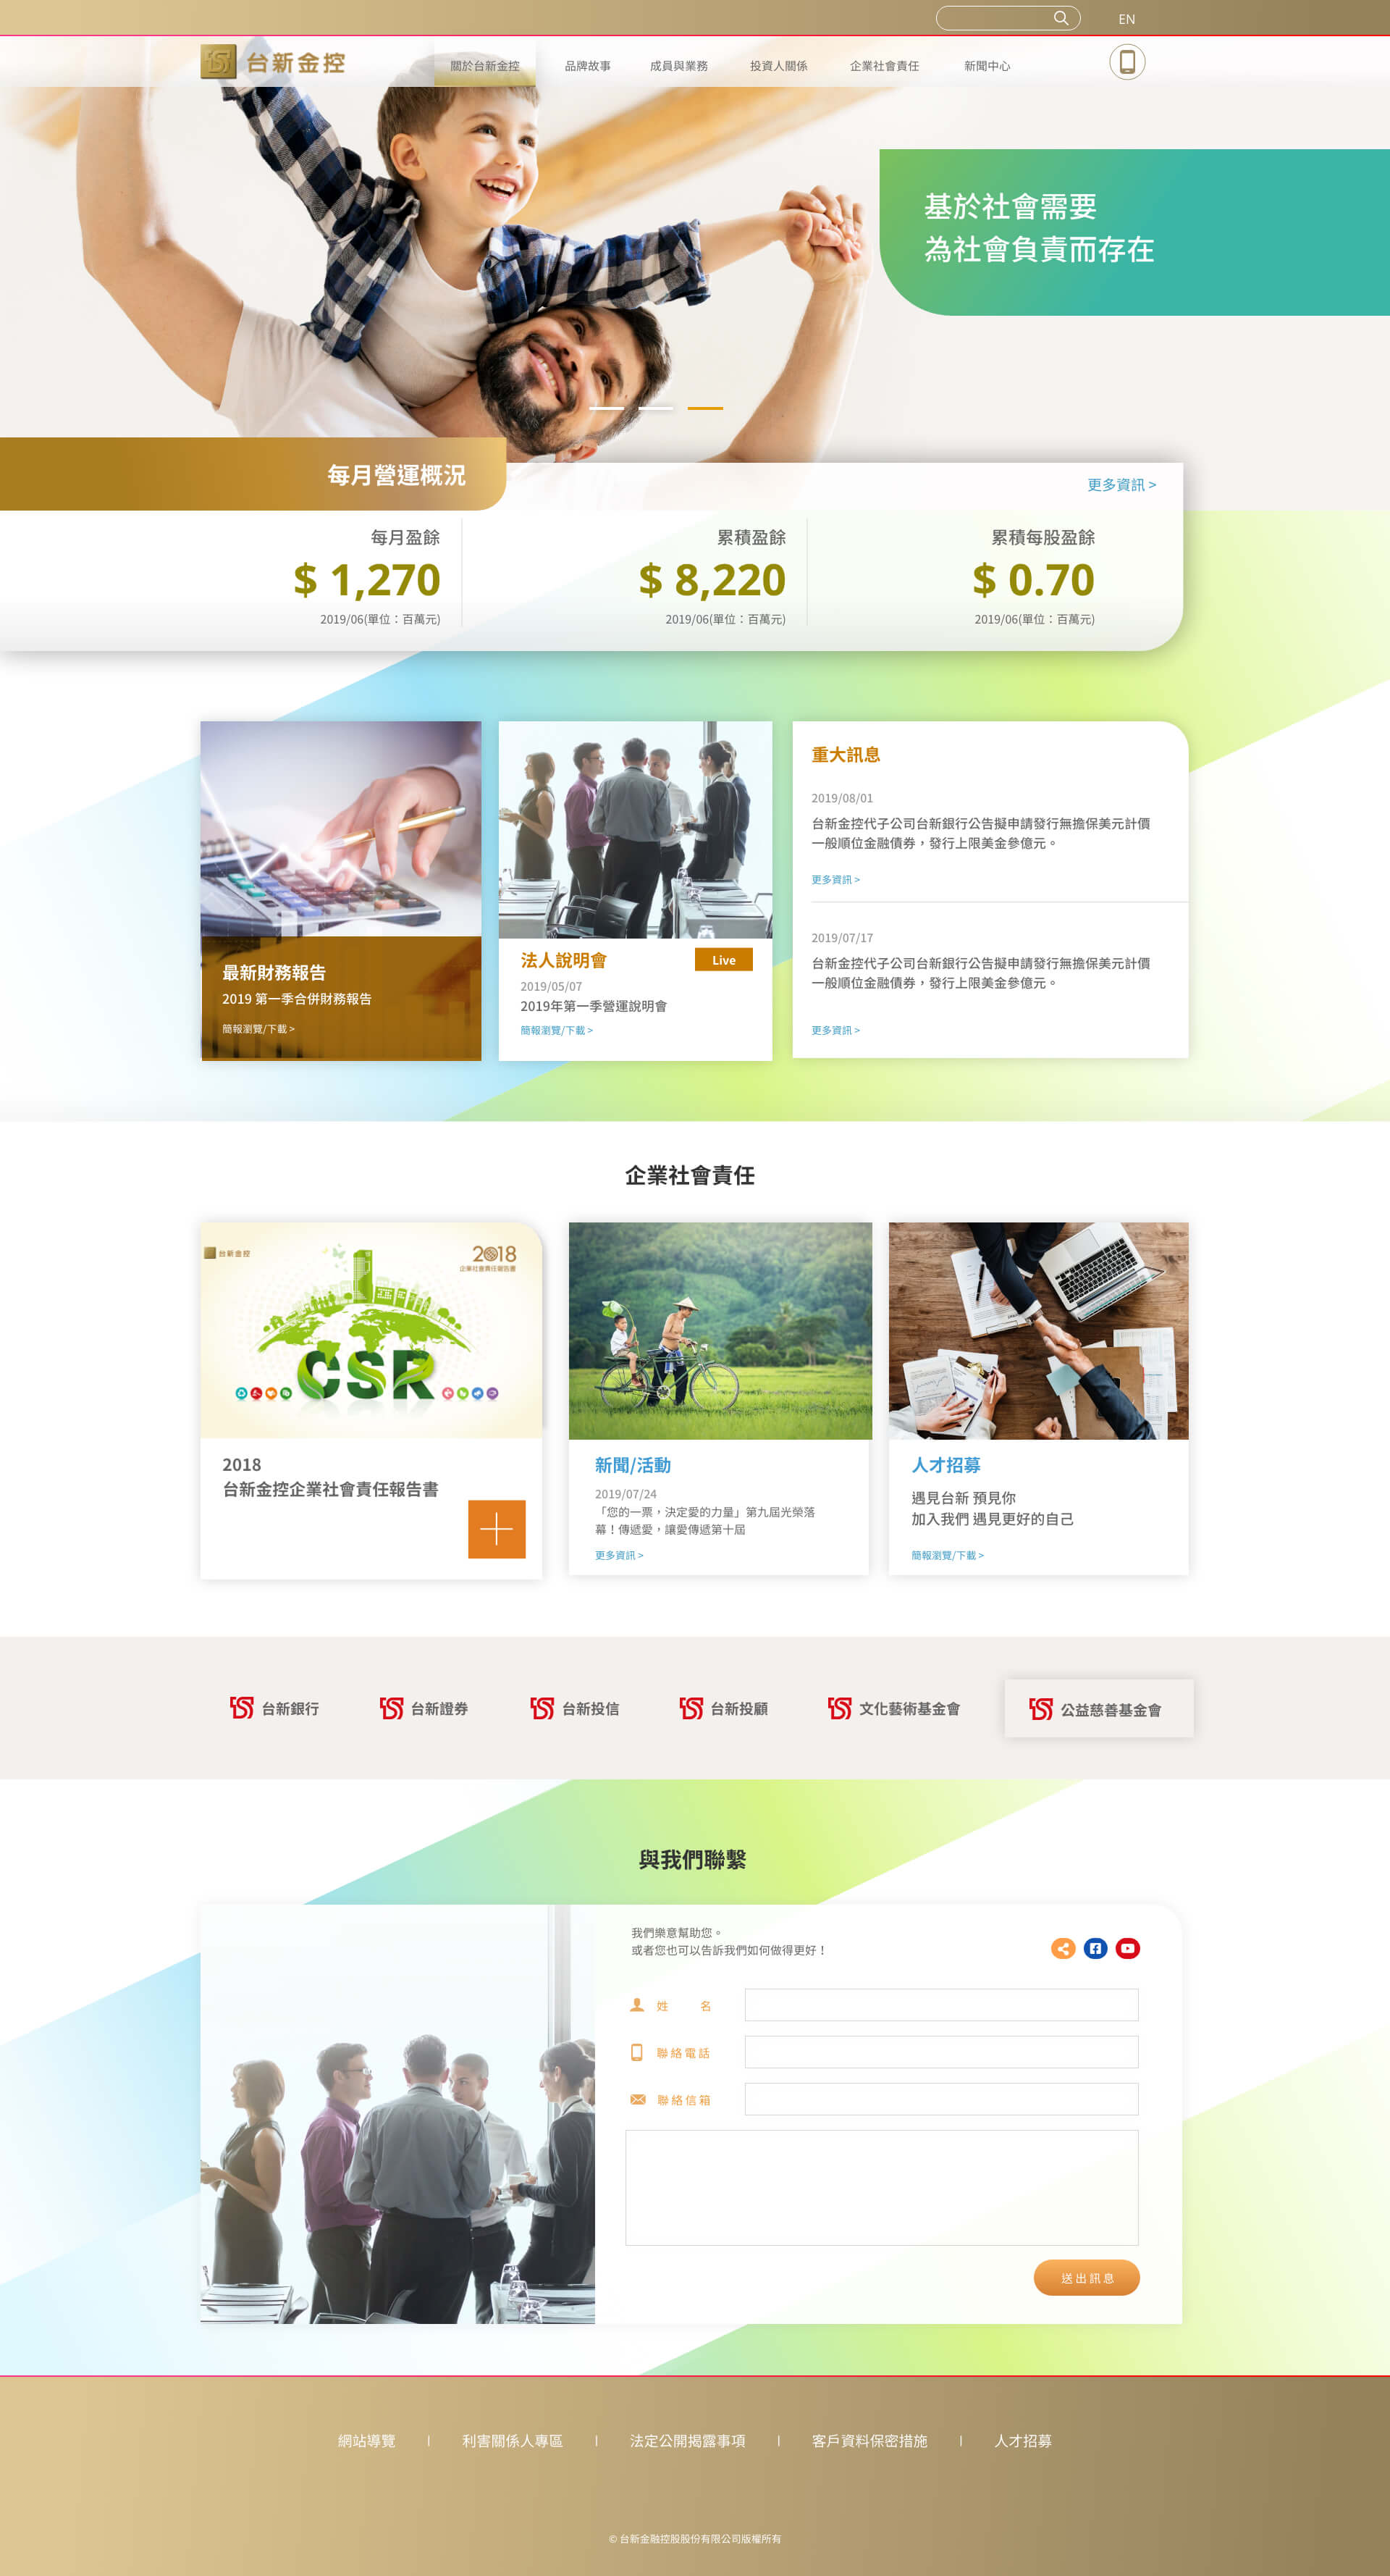 EN
台新金控
關於台新金控
品牌故事
成員與業務
投資人關係
企業社會責任
新聞中心
基於社會需要
為社會負責而存在
每月營運概況
更多資訊 >
每月盈餘
$ 1,270
2019/06(單位：百萬元)
累積盈餘
$ 8,220
2019/06(單位：百萬元)
累積每股盈餘
$ 0.70
2019/06(單位：百萬元)
最新財務報告
2019 第一季合併財務報告
簡報瀏覽/下載 >
法人說明會
Live
2019/05/07
2019年第一季營運說明會
簡報瀏覽/下載 >
重大訊息
2019/08/01
台新金控代子公司台新銀行公告擬申請發行無擔保美元計價
一般順位金融債券，發行上限美金參億元。
更多資訊 >
2019/07/17
台新金控代子公司台新銀行公告擬申請發行無擔保美元計價
一般順位金融債券，發行上限美金參億元。
更多資訊 >
企業社會責任
台新金控
2018
企業社會責任報告書
CSR
2018
台新金控企業社會責任報告書
新聞/活動
2019/07/24
「您的一票，決定愛的力量」第九屆光榮落
幕！傳遞愛，讓愛傳遞第十屆
更多資訊 >
人才招募
遇見台新 預見你
加入我們 遇見更好的自己
簡報瀏覽/下載 >
台新銀行
台新證券
台新投信
台新投顧
文化藝術基金會
公益慈善基金會
與我們聯繫
我們樂意幫助您。
或者您也可以告訴我們如何做得更好！
姓 名
聯絡電話
聯絡信箱
送出訊息
網站導覽 | 利害關係人專區 | 法定公開揭露事項 | 客戶資料保密措施 | 人才招募
© 台新金融控股股份有限公司版權所有